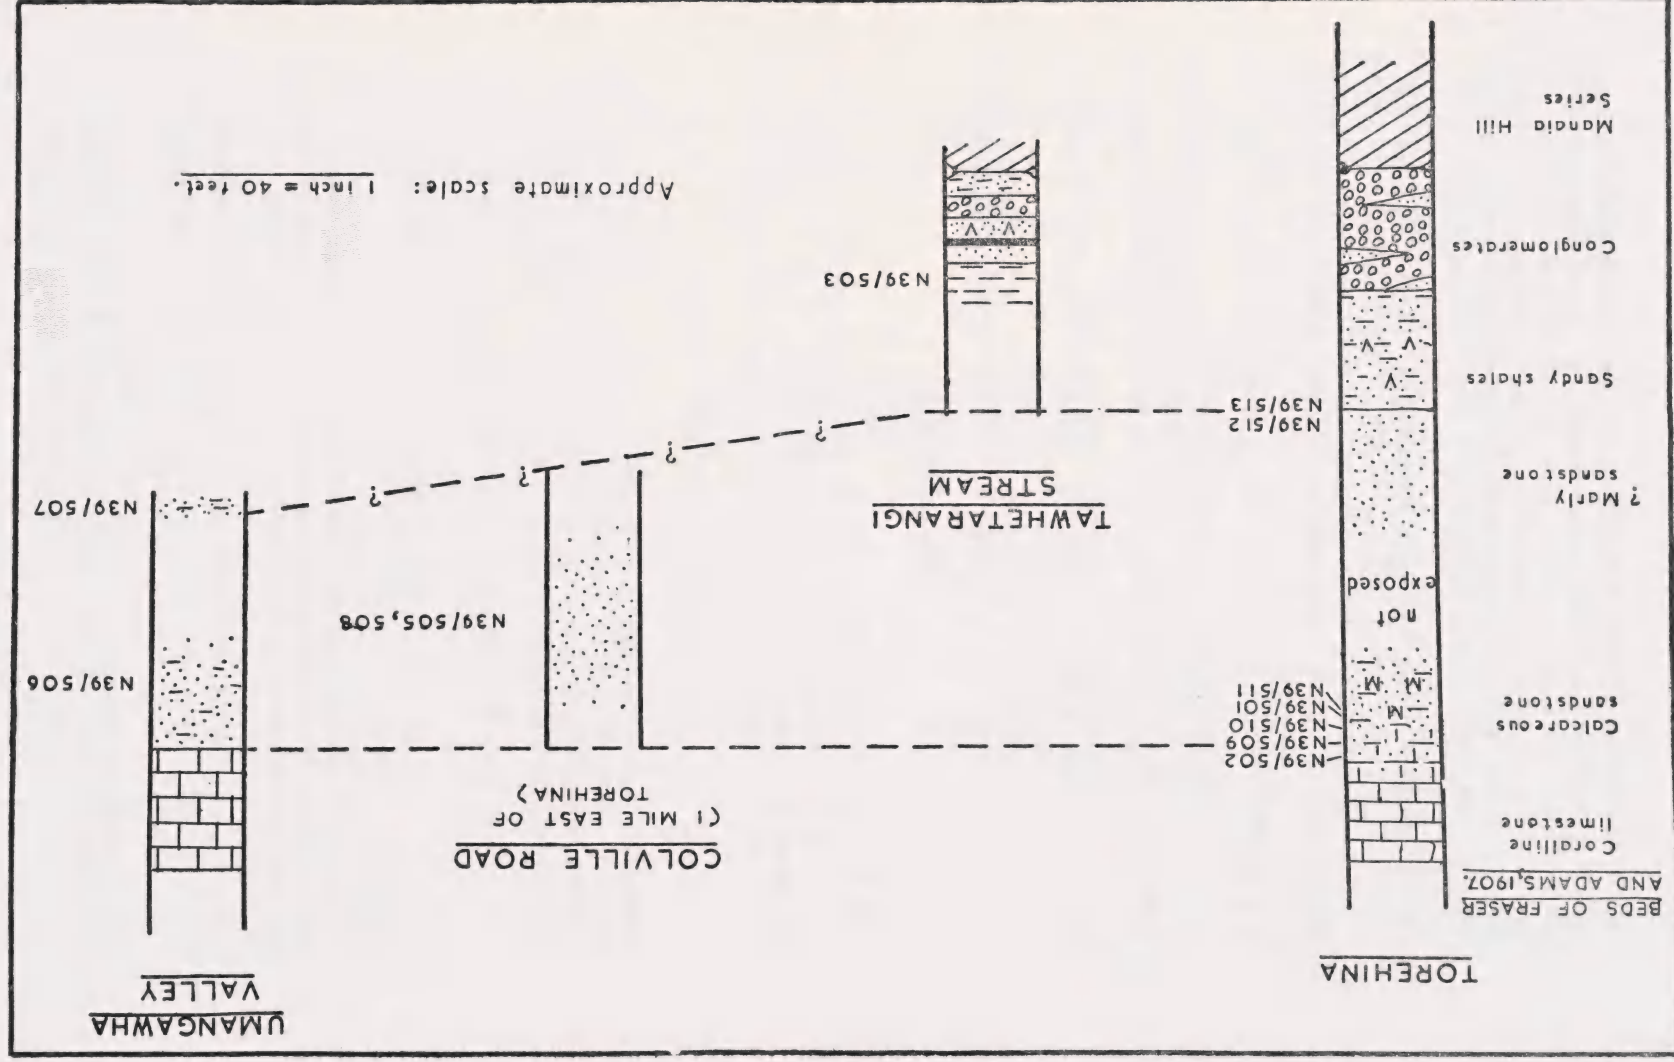 TOREHINA
BEDS OF FRASER
AND ADAMS, 1907.
Coralline
limestone
Calcareous
sandstone
? Marly
sandstone
Sandy shales
Conglomerates
Manaia Hill
Series
M
M M
not
exposed
V
V V
N39/502
N39/509
N39/510
N39/501
N39/511
N39/512
N39/513
TAWHETARANGI
STREAM
N39/503
V V
COLVILLE ROAD
(1 MILE EAST OF
TOREHINA)
N39/505, 508
? ? ? ?
UMANGAWHA
VALLEY
N39/506
N39/507
Approximate scale: 1 inch = 40 feet.